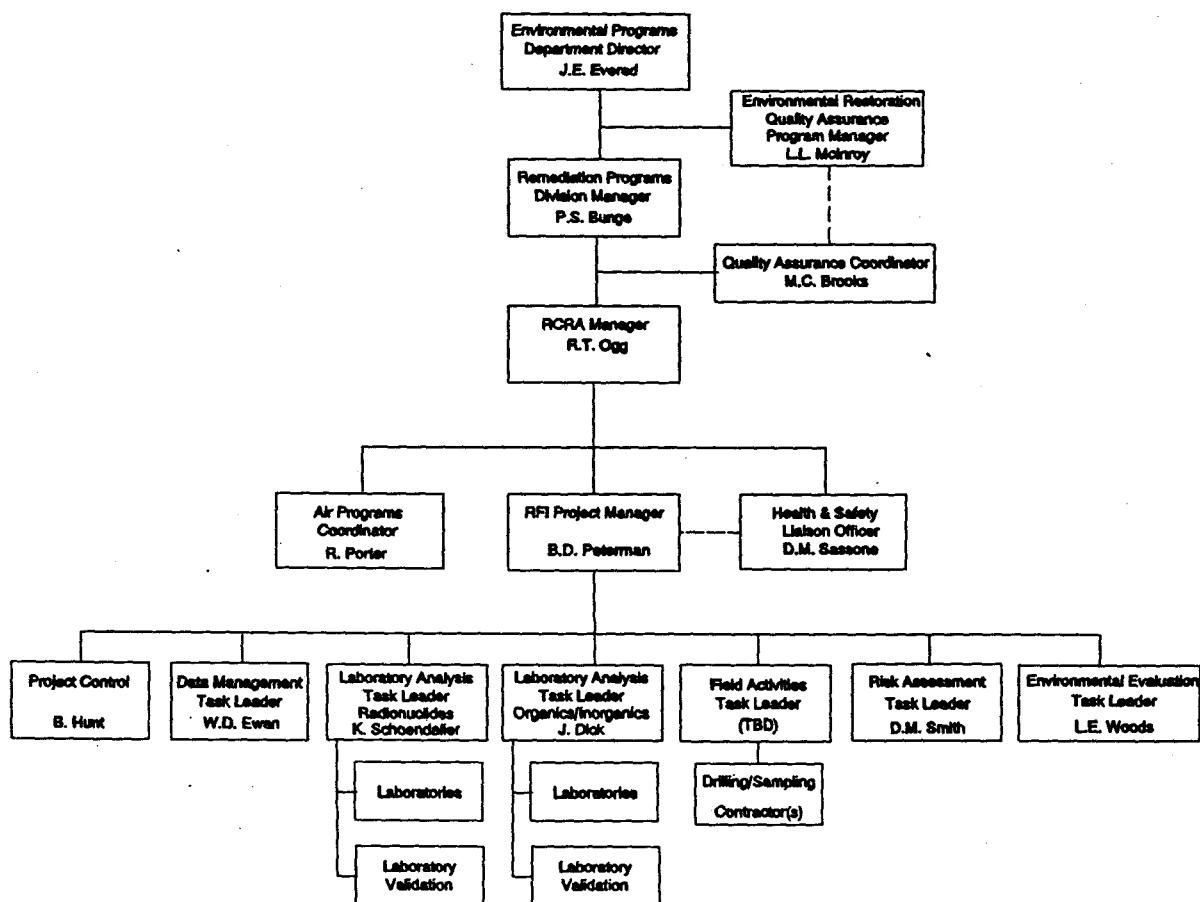 Environmental Programs
Department Director
J.E. Evered
Environmental Restoration
Quality Assurance
Program Manager
L.L. McInroy
Remediation Programs
Division Manager
P.S. Bunge
Quality Assurance Coordinator
M.C. Brooks
RCRA Manager
R.T. Ogg
Air Programs
Coordinator
R. Porter
RFI Project Manager
B.D. Peterman
Health & Safety
Liaison Officer
D.M. Sassone
Project Control
B. Hunt
Data Management
Task Leader
W.D. Ewan
Laboratory Analysis
Task Leader
Radionuclides
K. Schoendaller
Laboratory Analysis
Task Leader
Organics/Inorganics
J. Dick
Field Activities
Task Leader
(TBD)
Risk Assessment
Task Leader
D.M. Smith
Environmental Evaluation
Task Leader
L.E. Woods
Laboratories
Laboratory
Validation
Laboratories
Laboratory
Validation
Drilling/Sampling
Contractor(s)